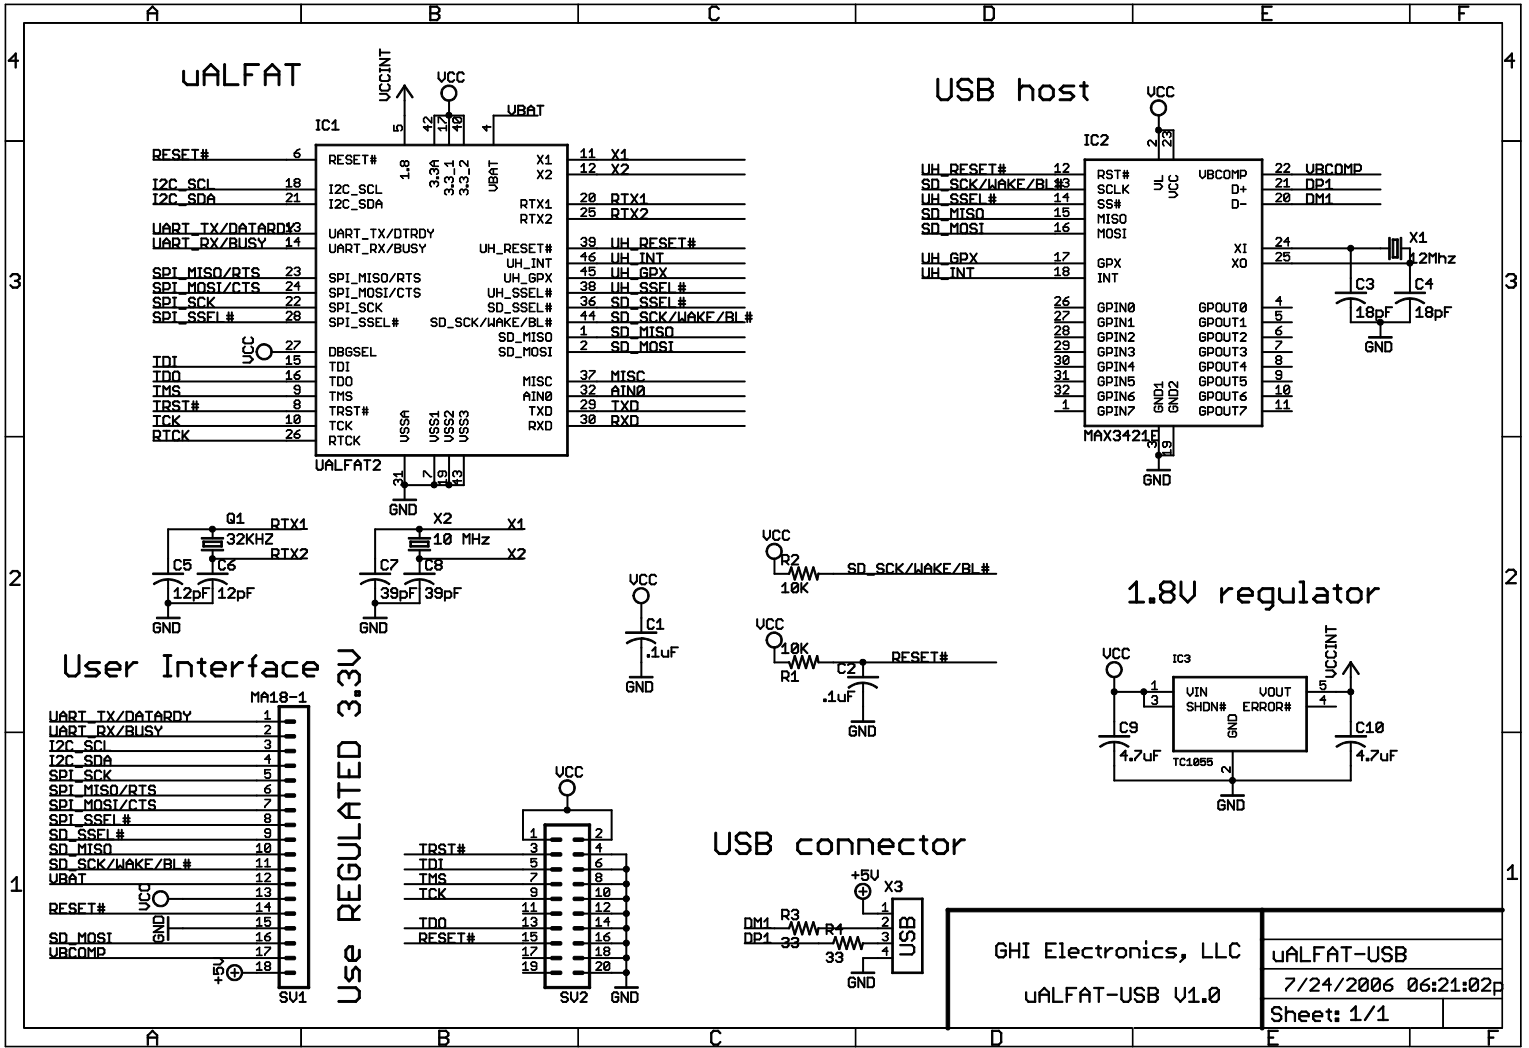 A B C D E F
4 4
3 3
2 2
1 1
uALFAT
VCCINT
VCC
VBAT
5 42 17 40 4
IC1
RESET# 6 RESET#
I2C_SCL 18 I2C_SCL
I2C_SDA 21 I2C_SDA
UART_TX/DATARDY 13 UART_TX/DTRDY
UART_RX/BUSY 14 UART_RX/BUSY
SPI_MISO/RTS 23 SPI_MISO/RTS
SPI_MOSI/CTS 24 SPI_MOSI/CTS
SPI_SCK 22 SPI_SCK
SPI_SSEL# 28 SPI_SSEL#
VCC 27 DBGSEL
TDI 15 TDI
TDO 16 TDO
TMS 9 TMS
TRST# 8 TRST#
TCK 10 TCK
RTCK 26 RTCK
1.8 3.3A 3.3_1 3.3_2 VBAT
X1 11 X1
X2 12 X2
RTX1 20 RTX1
RTX2 25 RTX2
UH_RESET# 39 UH_RESET#
UH_INT 46 UH_INT
UH_GPX 45 UH_GPX
UH_SSEL# 38 UH_SSEL#
SD_SSEL# 36 SD_SSEL#
SD_SCK/WAKE/BL# 44 SD_SCK/WAKE/BL#
SD_MISO 1 SD_MISO
SD_MOSI 2 SD_MOSI
MISC 37 MISC
AIN0 32 AIN0
TXD 29 TXD
RXD 30 RXD
VSSA VSS1 VSS2 VSS3
UALFAT2
31 7 19 43
GND
USB host
VCC
2 23
IC2
UH_RESET# 12 RST#
SD_SCK/WAKE/BL# 13 SCLK
UH_SSEL# 14 SS#
SD_MISO 15 MISO
SD_MOSI 16 MOSI
UH_GPX 17 GPX
UH_INT 18 INT
26 GPIN0
27 GPIN1
28 GPIN2
29 GPIN3
30 GPIN4
31 GPIN5
32 GPIN6
1 GPIN7
VL VCC
VBCOMP 22 VBCOMP
D+ 21 DP1
D- 20 DM1
XI 24
XO 25
GPOUT0 4
GPOUT1 5
GPOUT2 6
GPOUT3 7
GPOUT4 8
GPOUT5 9
GPOUT6 10
GPOUT7 11
GND1 GND2
MAX3421E
3 19
GND
X1
12Mhz
C3 C4
18pF 18pF
GND
Q1 RTX1
32KHZ
RTX2
C5 C6
12pF 12pF
GND
X2 X1
10 MHz
X2
C7 C8
39pF 39pF
GND
VCC
C1
.1uF
GND
VCC
R2 SD_SCK/WAKE/BL#
10K
VCC
10K RESET#
R1 C2
.1uF
GND
1.8V regulator
VCC IC3 VCCINT
1 VIN VOUT 5
3 SHDN# ERROR# 4
GND
C9 C10
4.7uF TC1055 2 4.7uF
GND
User Interface
MA18-1
UART_TX/DATARDY 1
UART_RX/BUSY 2
I2C_SCL 3
I2C_SDA 4
SPI_SCK 5
SPI_MISO/RTS 6
SPI_MOSI/CTS 7
SPI_SSEL# 8
SD_SSEL# 9
SD_MISO 10
SD_SCK/WAKE/BL# 11
VBAT 12
VCC 13
RESET# 14
GND 15
SD_MOSI 16
VBCOMP 17
+5V 18
SV1
Use REGULATED 3.3V
VCC
1 2
TRST# 3 4
TDI 5 6
TMS 7 8
TCK 9 10
11 12
TDO 13 14
RESET# 15 16
17 18
19 20
SV2 GND
USB connector
+5V X3
1
DM1 R3 2
DP1 33 R4 3
33 4
USB
GND
GHI Electronics, LLC
uALFAT-USB V1.0
uALFAT-USB
7/24/2006 06:21:02p
Sheet: 1/1
A B C D E F